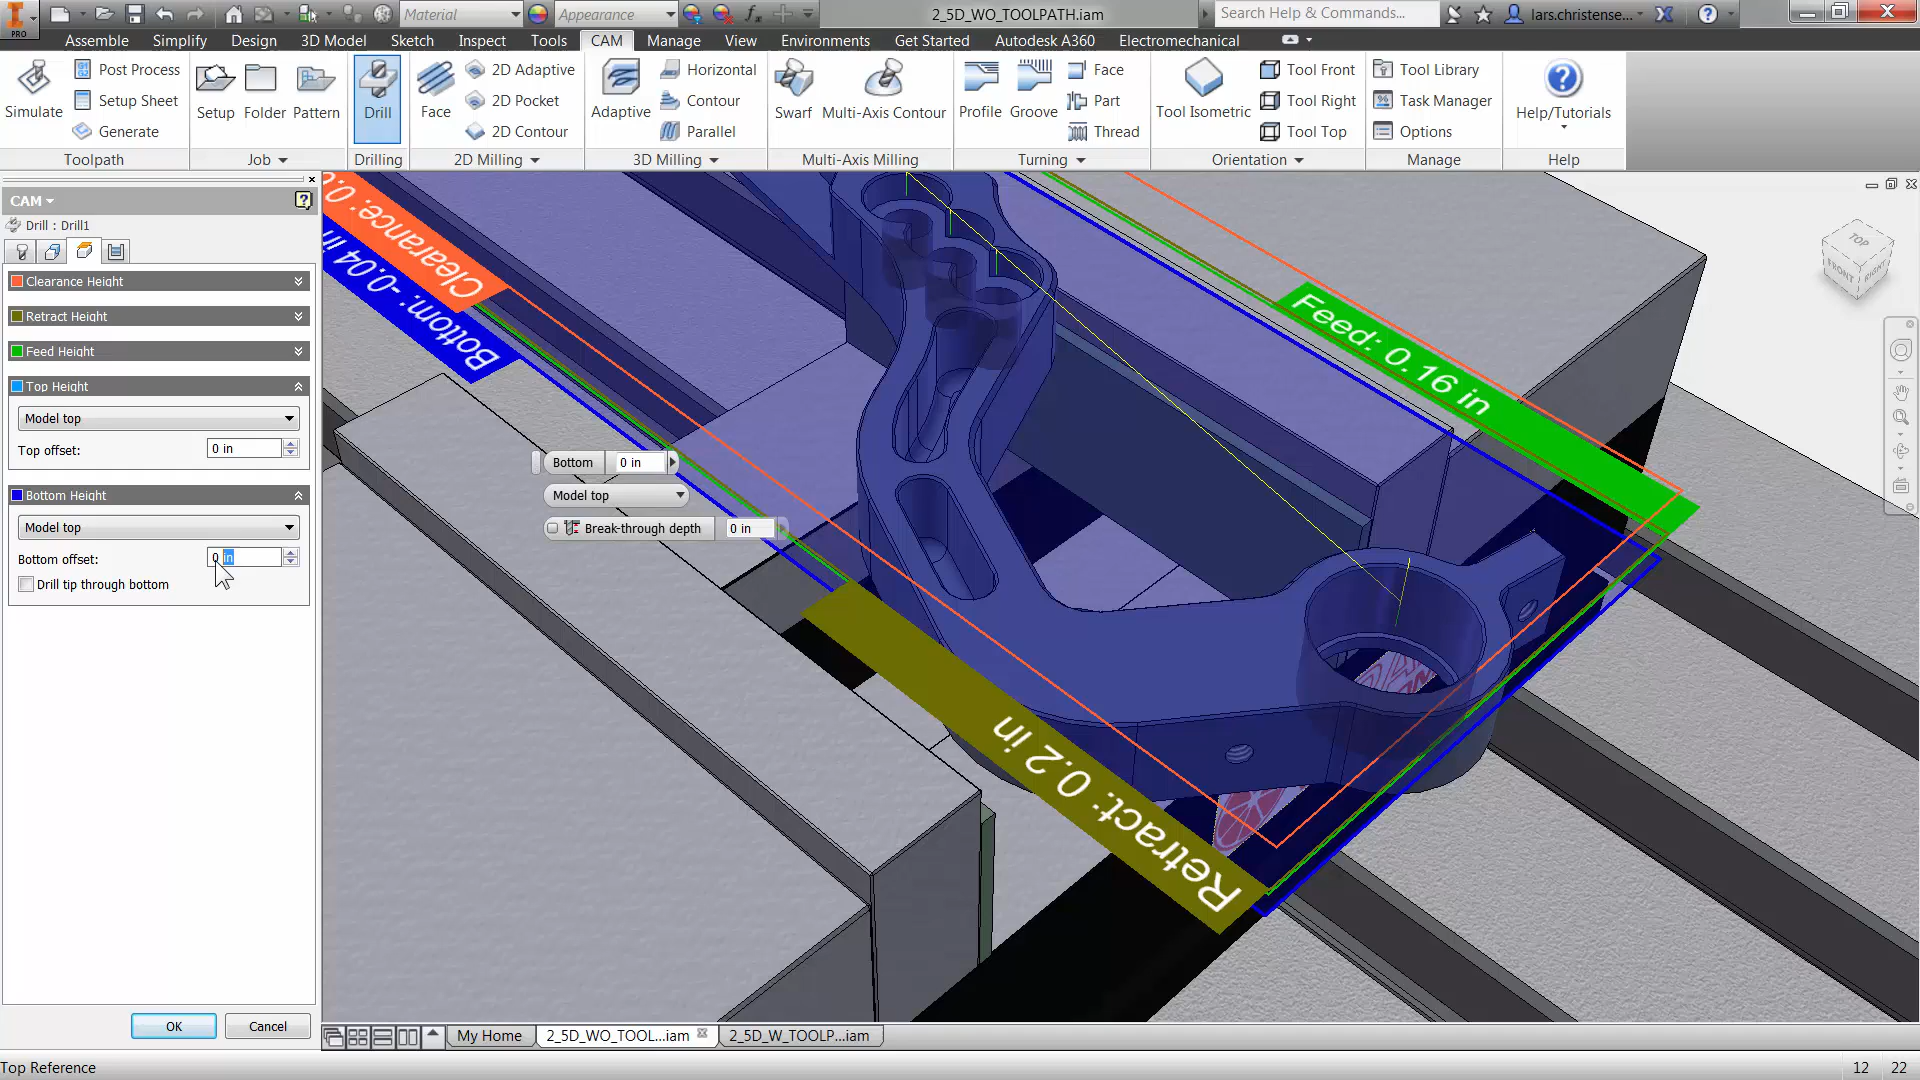 Material
Appearance
2_5D_WO_TOOLPATH.iam
Search Help & Commands...
lars.christense...
PRO
Assemble Simplify Design 3D Model Sketch Inspect Tools CAM Manage View Environments Get Started Autodesk A360 Electromechanical
Simulate
Post Process
Setup Sheet
Generate
Toolpath
Setup
Folder
Pattern
Job
Drill
Drilling
Face
2D Adaptive
2D Pocket
2D Contour
2D Milling
Adaptive
Horizontal
Contour
Parallel
3D Milling
Swarf
Multi-Axis Contour
Multi-Axis Milling
Profile
Groove
Face
Part
Thread
Turning
Tool Isometric
Tool Front
Tool Right
Tool Top
Orientation
Tool Library
Task Manager
Options
Manage
Help/Tutorials
Help
CAM
Drill : Drill1
Clearance Height
Retract Height
Feed Height
Top Height
Model top
Top offset: 0 in
Bottom Height
Model top
Bottom offset: 0 in
Drill tip through bottom
OK
Cancel
Clearance: 0.
Bottom: -0.04 in
Feed: 0.16 in
Retract: 0.2 in
Bottom 0 in
Model top
Break-through depth 0 in
TOP
FRONT
RIGHT
My Home
2_5D_WO_TOOL...iam
2_5D_W_TOOLP...iam
Top Reference
12 22